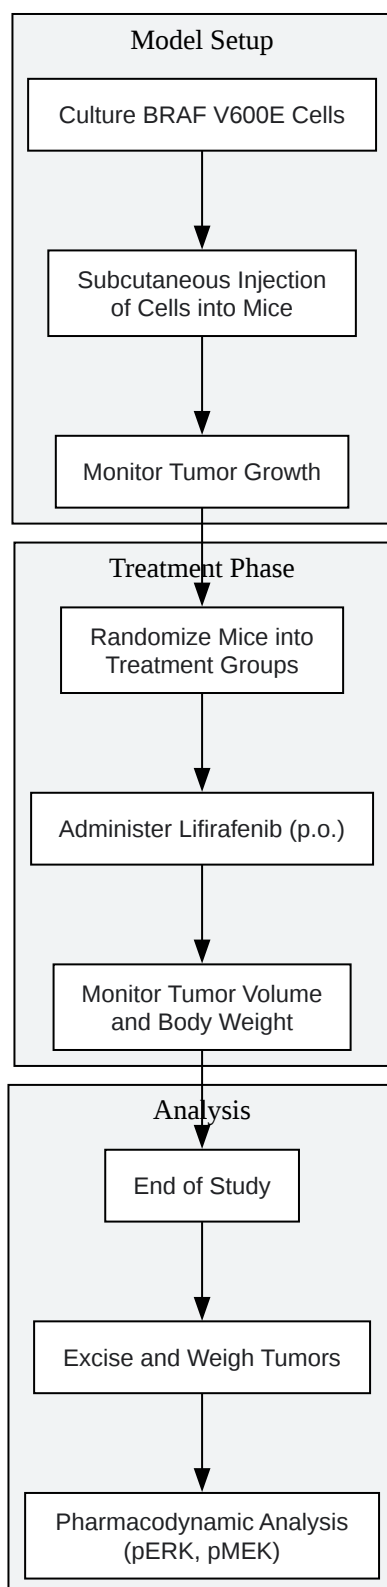 Model Setup
Culture BRAF V600E Cells
Subcutaneous Injection
of Cells into Mice
Monitor Tumor Growth
Treatment Phase
Randomize Mice into
Treatment Groups
Administer Lifirafenib (p.o.)
Monitor Tumor Volume
and Body Weight
Analysis
End of Study
Excise and Weigh Tumors
Pharmacodynamic Analysis
(pERK, pMEK)